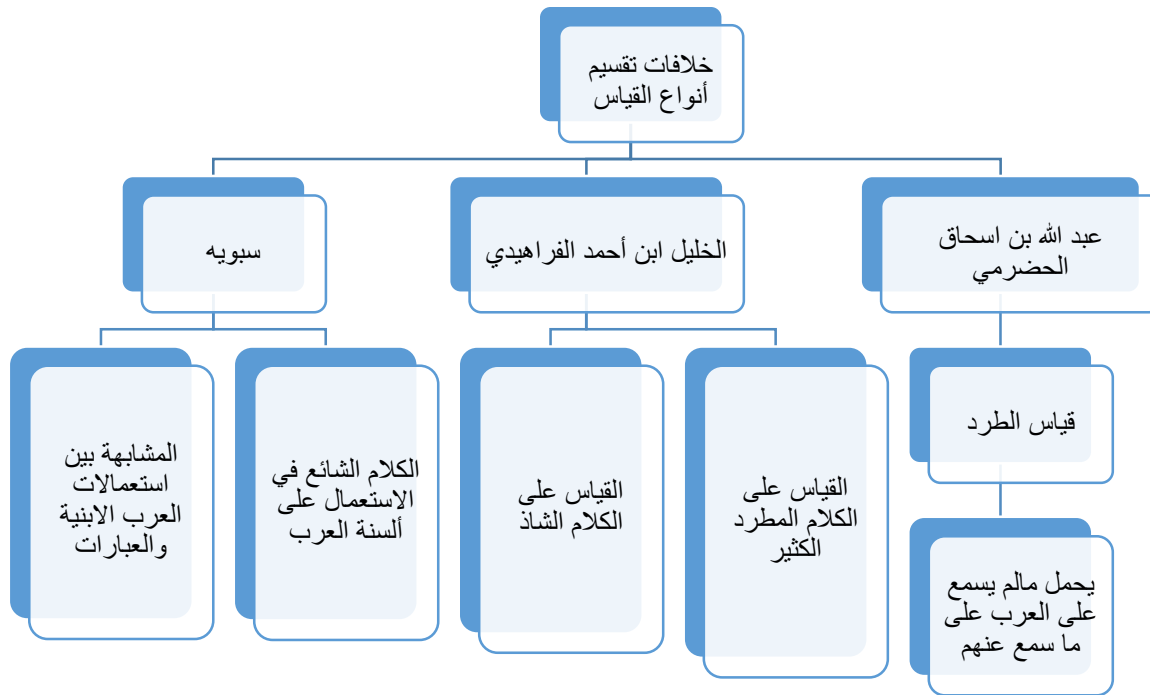 خلافات تقسيم
أنواع القياس
عبد الله بن اسحاق
الحضرمي
الخليل ابن أحمد الفراهيدي
سبويه
قياس الطرد
يحمل مالم يسمع
على العرب على
ما سمع عنهم
القياس على
الكلام المطرد
الكثير
القياس على
الكلام الشاذ
الكلام الشائع في
الاستعمال على
ألسنة العرب
المشابهة بين
استعمالات
العرب الابنية
والعبارات